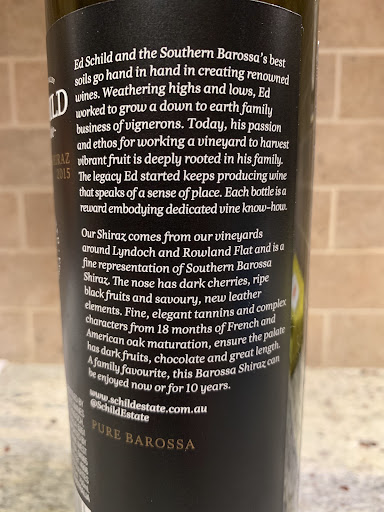 Ed Schild and the Southern Barossa's best
soils go hand in hand in creating renowned
wines. Weathering highs and lows, Ed
worked to grow a down to earth family
business of vignerons. Today, his passion
and ethos for working a vineyard to harvest
vibrant fruit is deeply rooted in his family.
The legacy Ed started keeps producing wine
that speaks of a sense of place. Each bottle is a
reward embodying dedicated vine know-how.
Our Shiraz comes from our vineyards
around Lyndoch and Rowland Flat and is a
fine representation of Southern Barossa
Shiraz. The nose has dark cherries, ripe
black fruits and savoury, new leather
elements. Fine, elegant tannins and complex
characters from 18 months of French and
American oak maturation, ensure the palate
has dark fruits, chocolate and great length.
A family favourite, this Barossa Shiraz can
be enjoyed now or for 10 years.
www.schildestate.com.au
@SchildEstate
PURE BAROSSA
2015